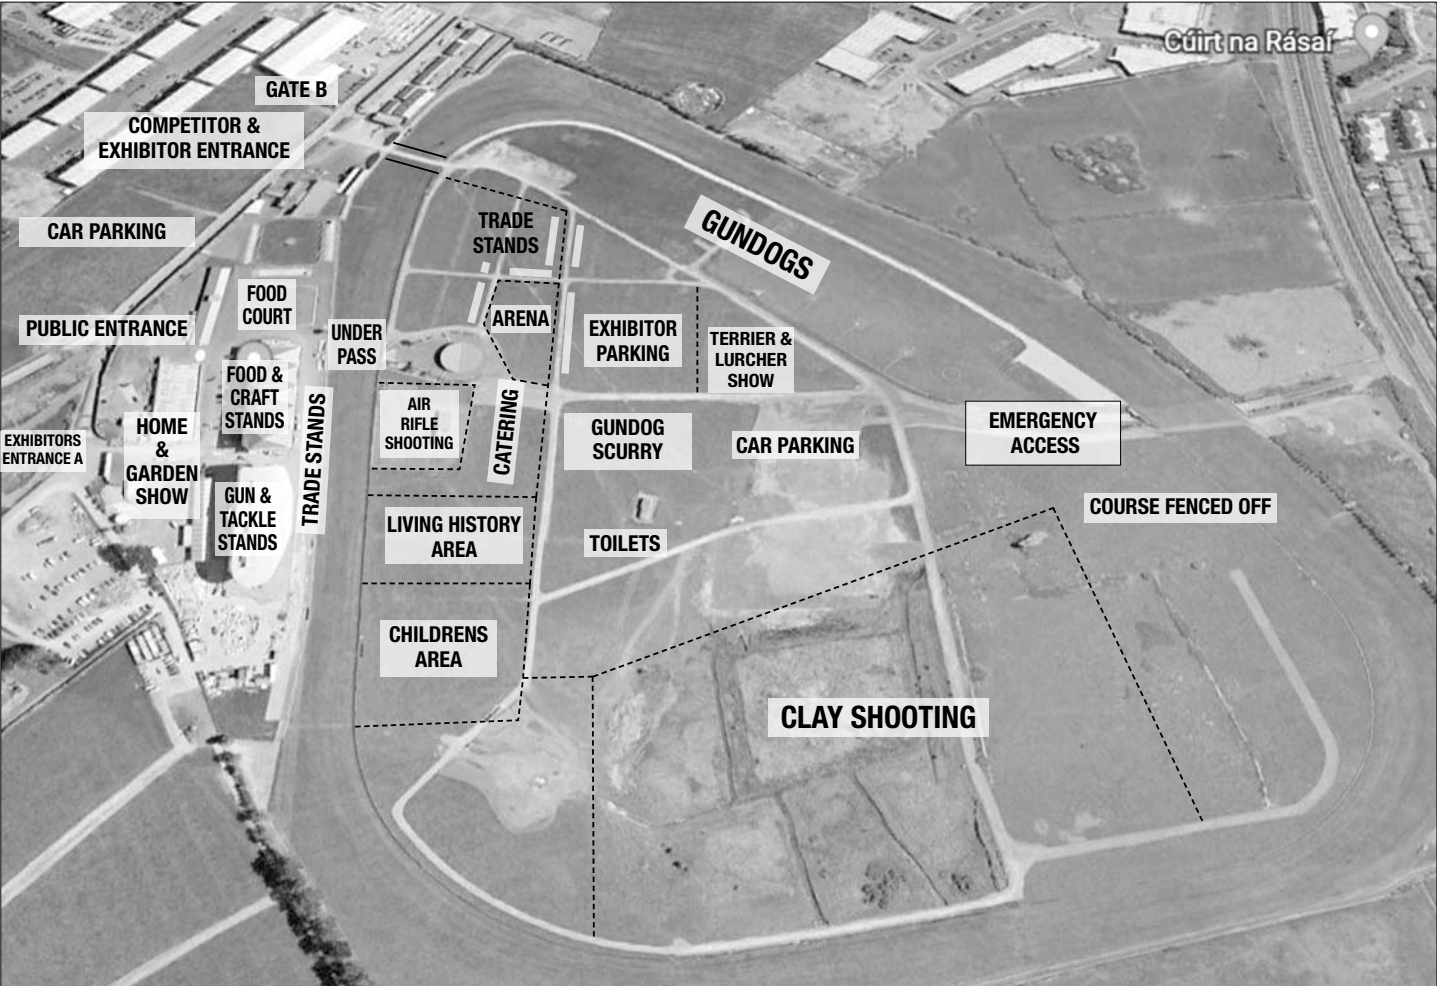 Cúirt na Rásaí
GATE B
COMPETITOR &
EXHIBITOR ENTRANCE
CAR PARKING
TRADE
STANDS
GUNDOGS
FOOD
COURT
PUBLIC ENTRANCE
UNDER
PASS
ARENA
EXHIBITOR
PARKING
TERRIER &
LURCHER
SHOW
FOOD &
CRAFT
STANDS
TRADE STANDS
AIR
RIFLE
SHOOTING
CATERING
GUNDOG
SCURRY
CAR PARKING
EMERGENCY
ACCESS
EXHIBITORS
ENTRANCE A
HOME
&
GARDEN
SHOW
GUN &
TACKLE
STANDS
LIVING HISTORY
AREA
TOILETS
COURSE FENCED OFF
CHILDRENS
AREA
CLAY SHOOTING